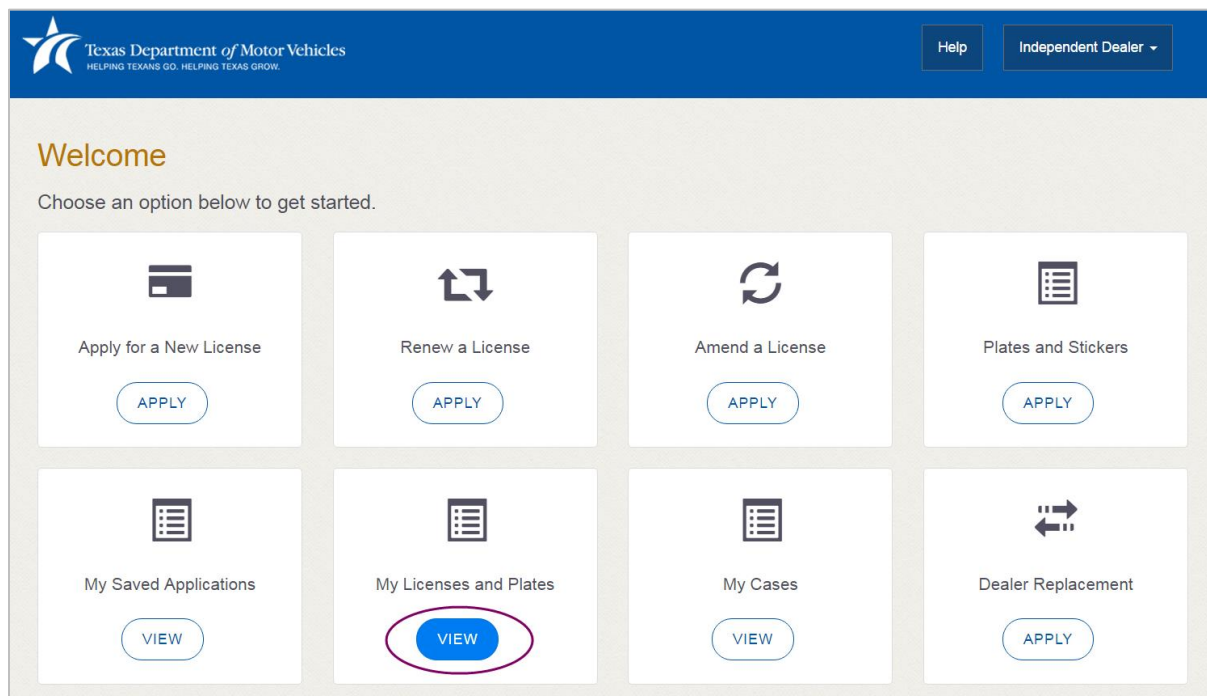 Texas Department of Motor Vehicles
HELPING TEXANS GO. HELPING TEXAS GROW.
Help
Independent Dealer
Welcome
Choose an option below to get started.
Apply for a New License
Renew a License
Amend a License
Plates and Stickers
APPLY
APPLY
APPLY
APPLY
My Saved Applications
My Licenses and Plates
My Cases
Dealer Replacement
VIEW
VIEW
VIEW
APPLY